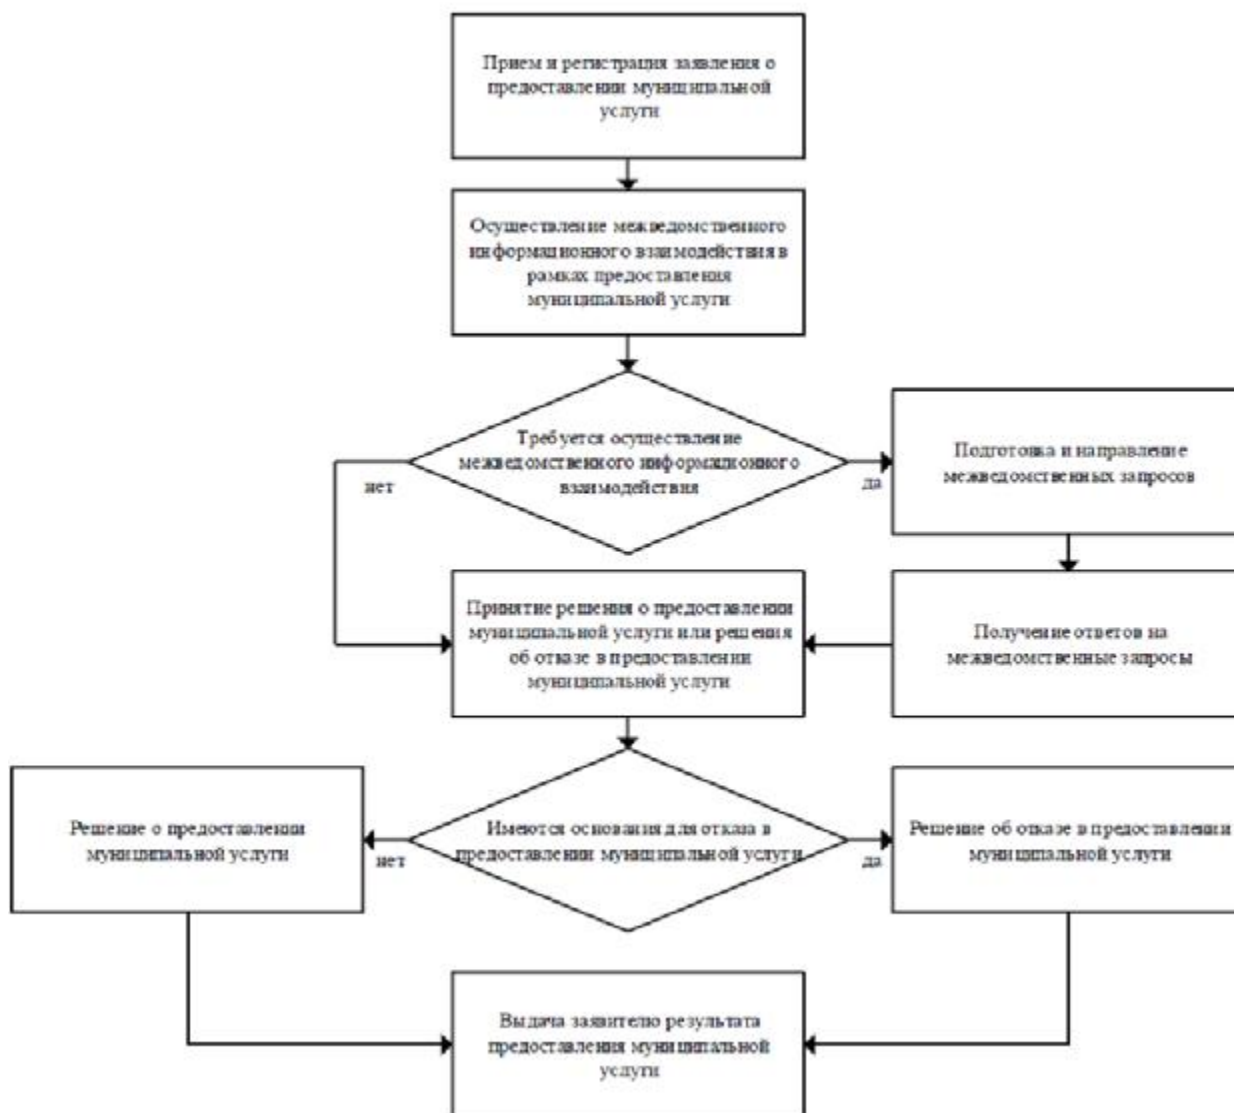 Прием и регистрация заявления о
предоставлении муниципальной
услуги
Осуществление межведомственного
информационного взаимодействия в
рамках предоставления
муниципальной услуги
Требуется осуществление
межведомственного информационного
взаимодействия
нет
да
Подготовка и направление
межведомственных запросов
Принятие решения о предоставлении
муниципальной услуги или решения
об отказе в предоставлении
муниципальной услуги
Получение ответов на
межведомственные запросы
Решение о предоставлении
муниципальной услуги
нет
Имеются основания для отказа в
предоставлении муниципальной услуги
да
Решение об отказе в предоставлении
муниципальной услуги
Выдача заявителю результата
предоставления муниципальной
услуги